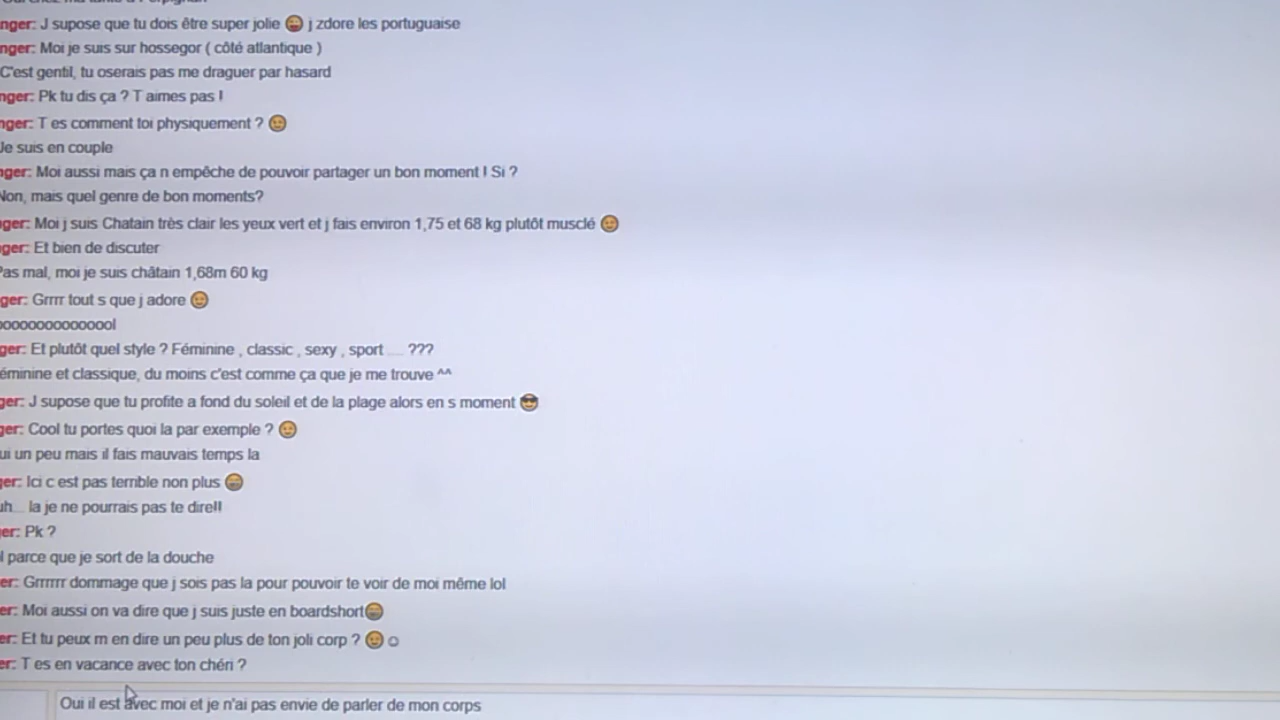 nger: J supose que tu dois être super jolie 😀 j zdore les portuguaise
nger: Moi je suis sur hossegor ( côté atlantique )
C'est gentil, tu oserais pas me draguer par hasard
nger: Pk tu dis ça ? T aimes pas !
nger: T es comment toi physiquement ? 😉
Je suis en couple
nger: Moi aussi mais ça n empêche de pouvoir partager un bon moment ! Si ?
Non, mais quel genre de bon moments?
ger: Moi j suis Chatain très clair les yeux vert et j fais environ 1,75 et 68 kg plutôt musclé 😉
ger: Et bien de discuter
Pas mal, moi je suis châtain 1,68m 60 kg
ger: Grrrr tout s que j adore 😉
oooooooooooooool
ger: Et plutôt quel style ? Féminine , classic , sexy , sport .... ???
éminine et classique, du moins c'est comme ça que je me trouve ^^
ger: J supose que tu profite a fond du soleil et de la plage alors en s moment 😎
ger: Cool tu portes quoi la par exemple ? 😉
ui un peu mais il fais mauvais temps la
ger: Ici c est pas terrible non plus 😄
uh... la je ne pourrais pas te dire!!
er: Pk ?
l parce que je sort de la douche
er: Grrrrrr dommage que j sois pas la pour pouvoir te voir de moi même lol
er: Moi aussi on va dire que j suis juste en boardshort 😄
er: Et tu peux m en dire un peu plus de ton joli corp ? 😉☺
er: T es en vacance avec ton chéri ?
Oui il est avec moi et je n'ai pas envie de parler de mon corps